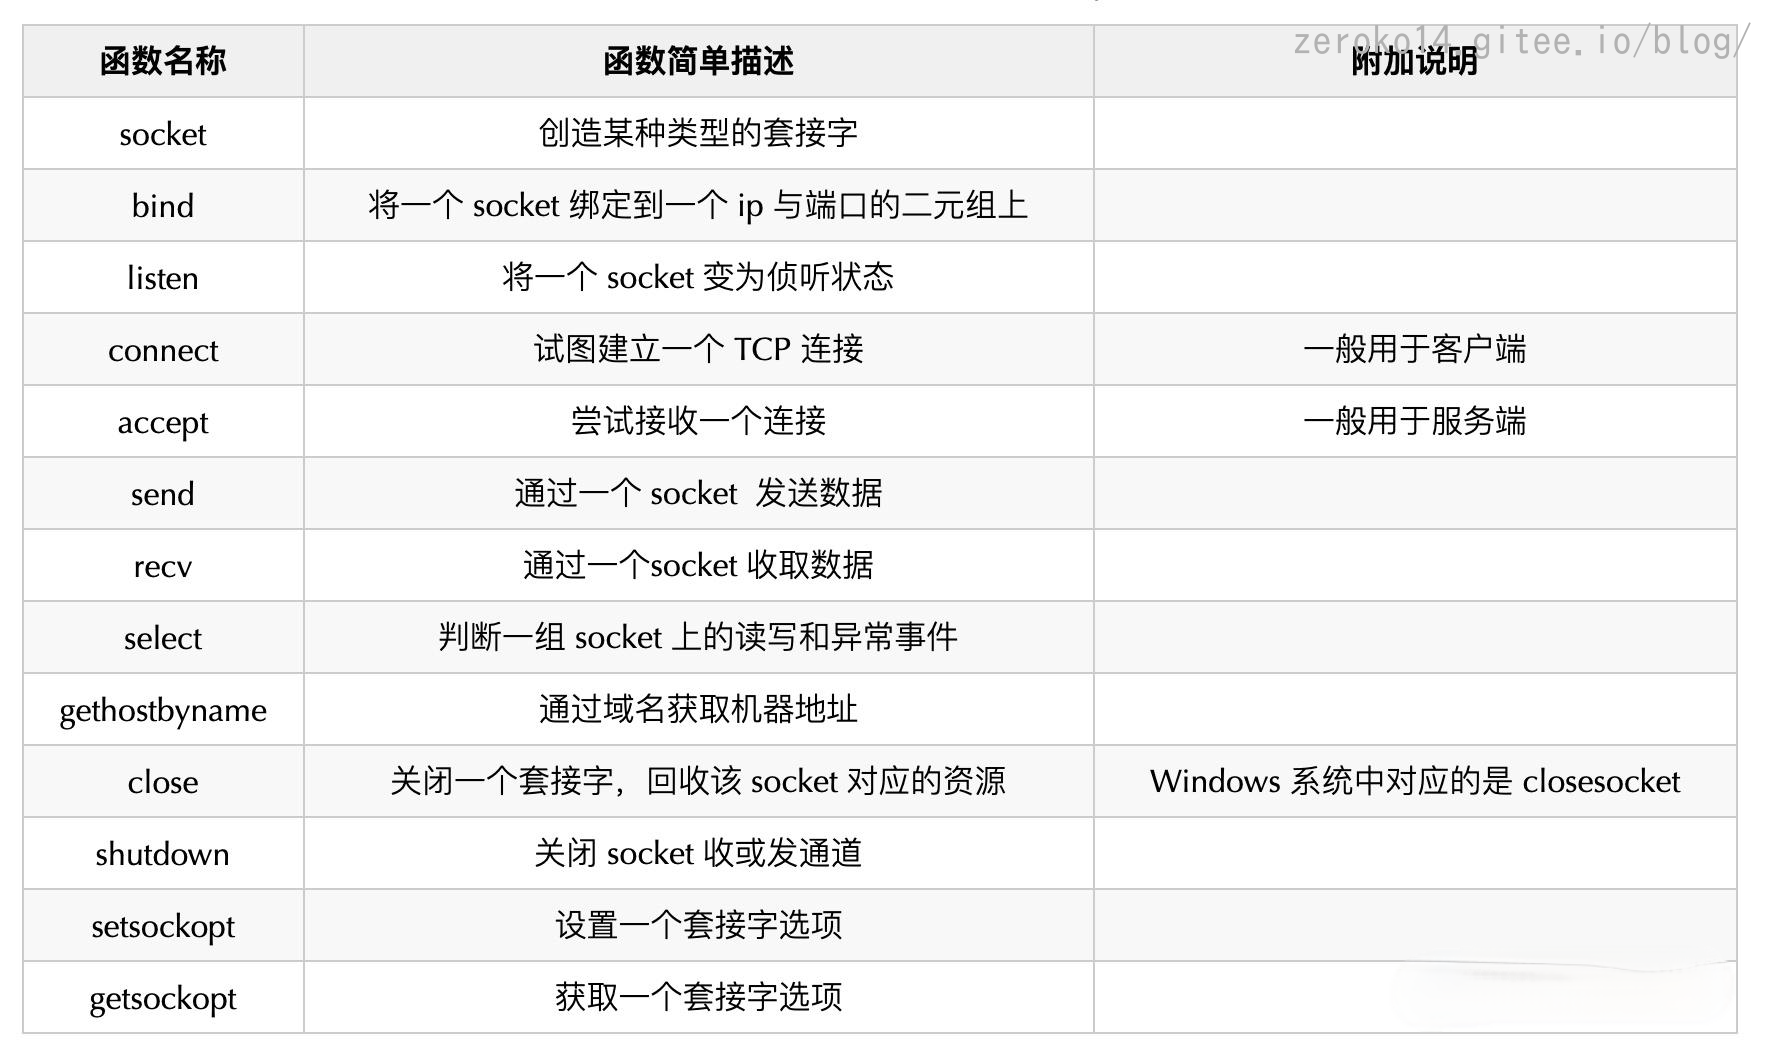 zeroko14.gitee.io/blog/
函数名称 函数简单描述 附加说明
socket 创造某种类型的套接字
bind 将一个 socket 绑定到一个 ip 与端口的二元组上
listen 将一个 socket 变为侦听状态
connect 试图建立一个 TCP 连接 一般用于客户端
accept 尝试接收一个连接 一般用于服务端
send 通过一个 socket 发送数据
recv 通过一个socket 收取数据
select 判断一组 socket 上的读写和异常事件
gethostbyname 通过域名获取机器地址
close 关闭一个套接字，回收该 socket 对应的资源 Windows 系统中对应的是 closesocket
shutdown 关闭 socket 收或发通道
setsockopt 设置一个套接字选项
getsockopt 获取一个套接字选项